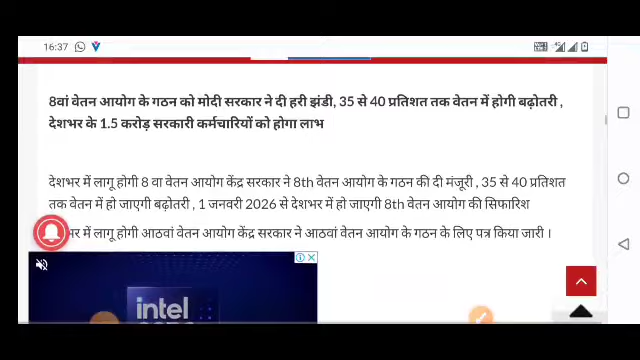 16:37
8वां वेतन आयोग के गठन को मोदी सरकार ने दी हरी झंडी, 35 से 40 प्रतिशत तक वेतन में होगी बढ़ोतरी ,
देशभर के 1.5 करोड़ सरकारी कर्मचारियों को होगा लाभ
देशभर में लागू होगी 8 वा वेतन आयोग केंद्र सरकार ने 8th वेतन आयोग के गठन की दी मंजूरी , 35 से 40 प्रतिशत
तक वेतन में हो जाएगी बढ़ोतरी , 1 जनवरी 2026 से देशभर में हो जाएगी 8th वेतन आयोग की सिफारिश
भर में लागू होगी आठवां वेतन आयोग केंद्र सरकार ने आठवां वेतन आयोग के गठन के लिए पत्र किया जारी ।
intel